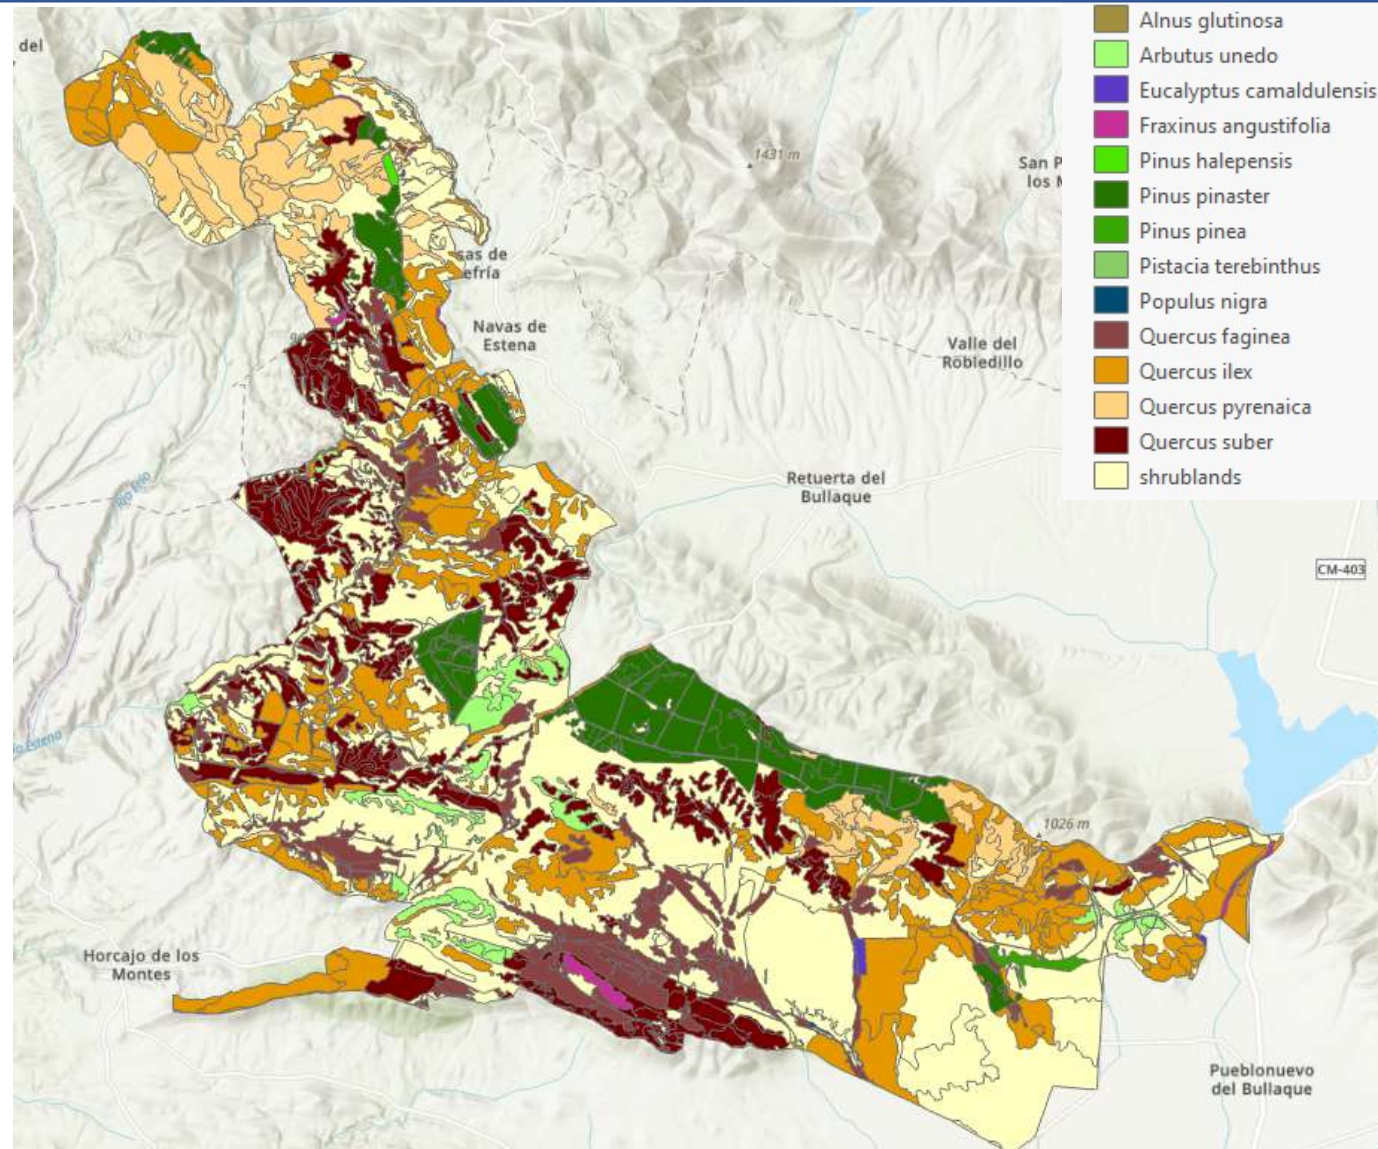 del
1431 m
San P
los M
sas de
efría
Navas de
Estena
Valle del
Robledillo
Retuerta del
Bullaque
CM-403
Río Frío
Estena
1026 m
Horcajo de los
Montes
Pueblonuevo
del Bullaque
Alnus glutinosa
Arbutus unedo
Eucalyptus camaldulensis
Fraxinus angustifolia
Pinus halepensis
Pinus pinaster
Pinus pinea
Pistacia terebinthus
Populus nigra
Quercus faginea
Quercus ilex
Quercus pyrenaica
Quercus suber
shrublands